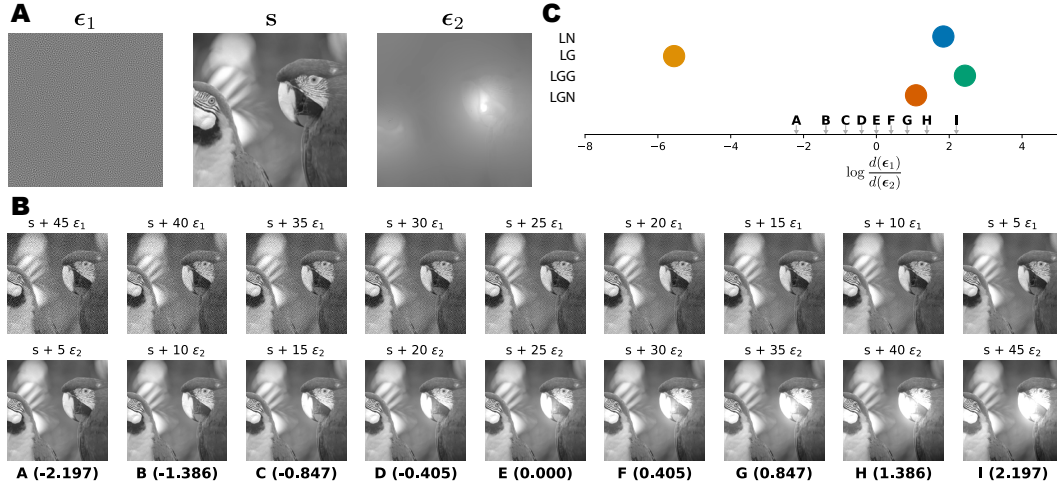 A
ϵ₁
s
ϵ₂
C
LN
LG
LGG
LGN
A B C D E F G H I
−8 −6 −4 −2 0 2 4
log d(ϵ₁) / d(ϵ₂)
B
s + 45 ε₁ s + 40 ε₁ s + 35 ε₁ s + 30 ε₁ s + 25 ε₁ s + 20 ε₁ s + 15 ε₁ s + 10 ε₁ s + 5 ε₁
s + 5 ε₂ s + 10 ε₂ s + 15 ε₂ s + 20 ε₂ s + 25 ε₂ s + 30 ε₂ s + 35 ε₂ s + 40 ε₂ s + 45 ε₂
A (-2.197) B (-1.386) C (-0.847) D (-0.405) E (0.000) F (0.405) G (0.847) H (1.386) I (2.197)